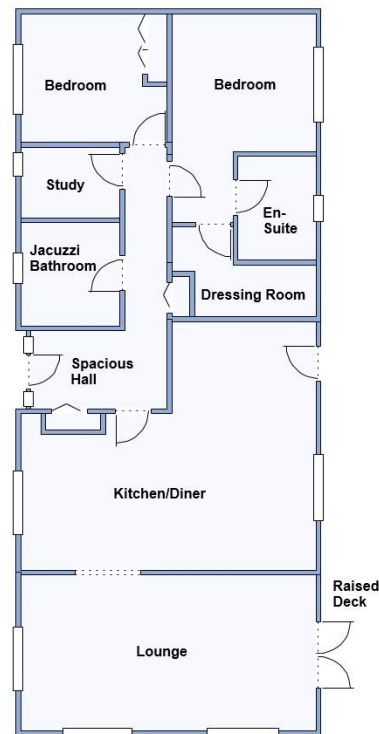 Bedroom
Bedroom
Study
En-
Suite
Jacuzzi
Bathroom
Dressing Room
Spacious
Hall
Kitchen/Diner
Raised
Deck
Lounge